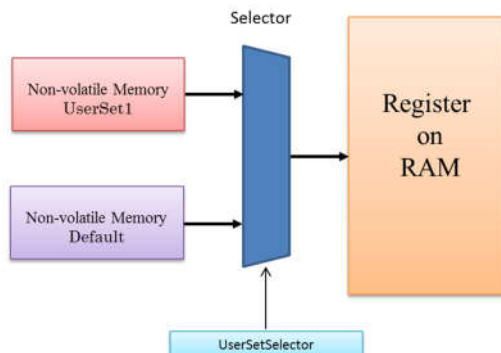 Selector
Non-volatile Memory
UserSet1
Register
on
RAM
Non-volatile Memory
Default
UserSetSelector